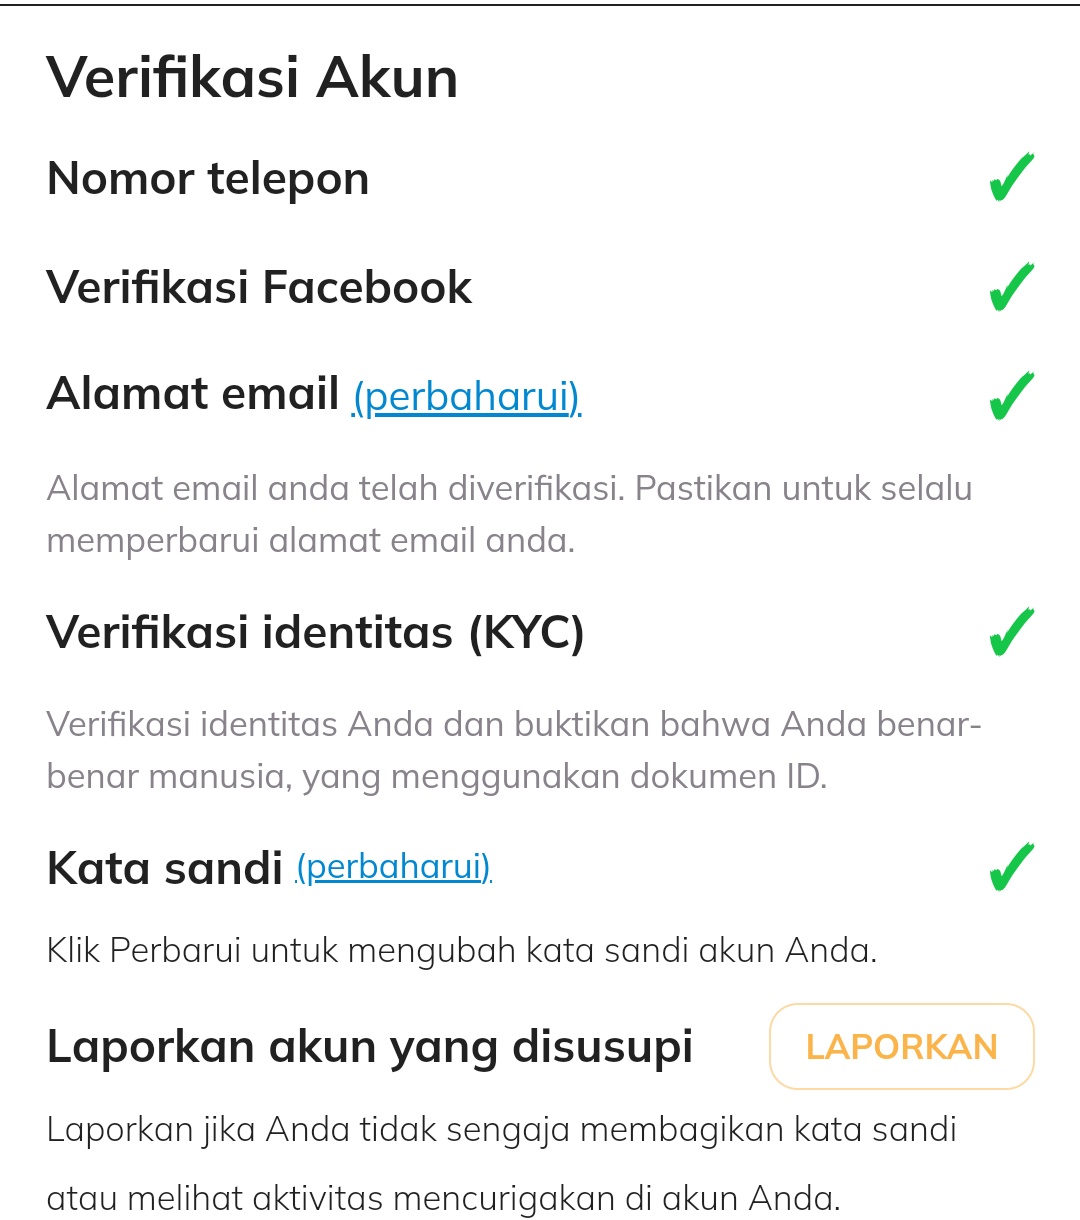 Verifikasi Akun
Nomor telepon
Verifikasi Facebook
Alamat email (perbaharui)
Alamat email anda telah diverifikasi. Pastikan untuk selalu
memperbarui alamat email anda.
Verifikasi identitas (KYC)
Verifikasi identitas Anda dan buktikan bahwa Anda benar-
benar manusia, yang menggunakan dokumen ID.
Kata sandi (perbaharui)
Klik Perbarui untuk mengubah kata sandi akun Anda.
Laporkan akun yang disusupi LAPORKAN
Laporkan jika Anda tidak sengaja membagikan kata sandi
atau melihat aktivitas mencurigakan di akun Anda.